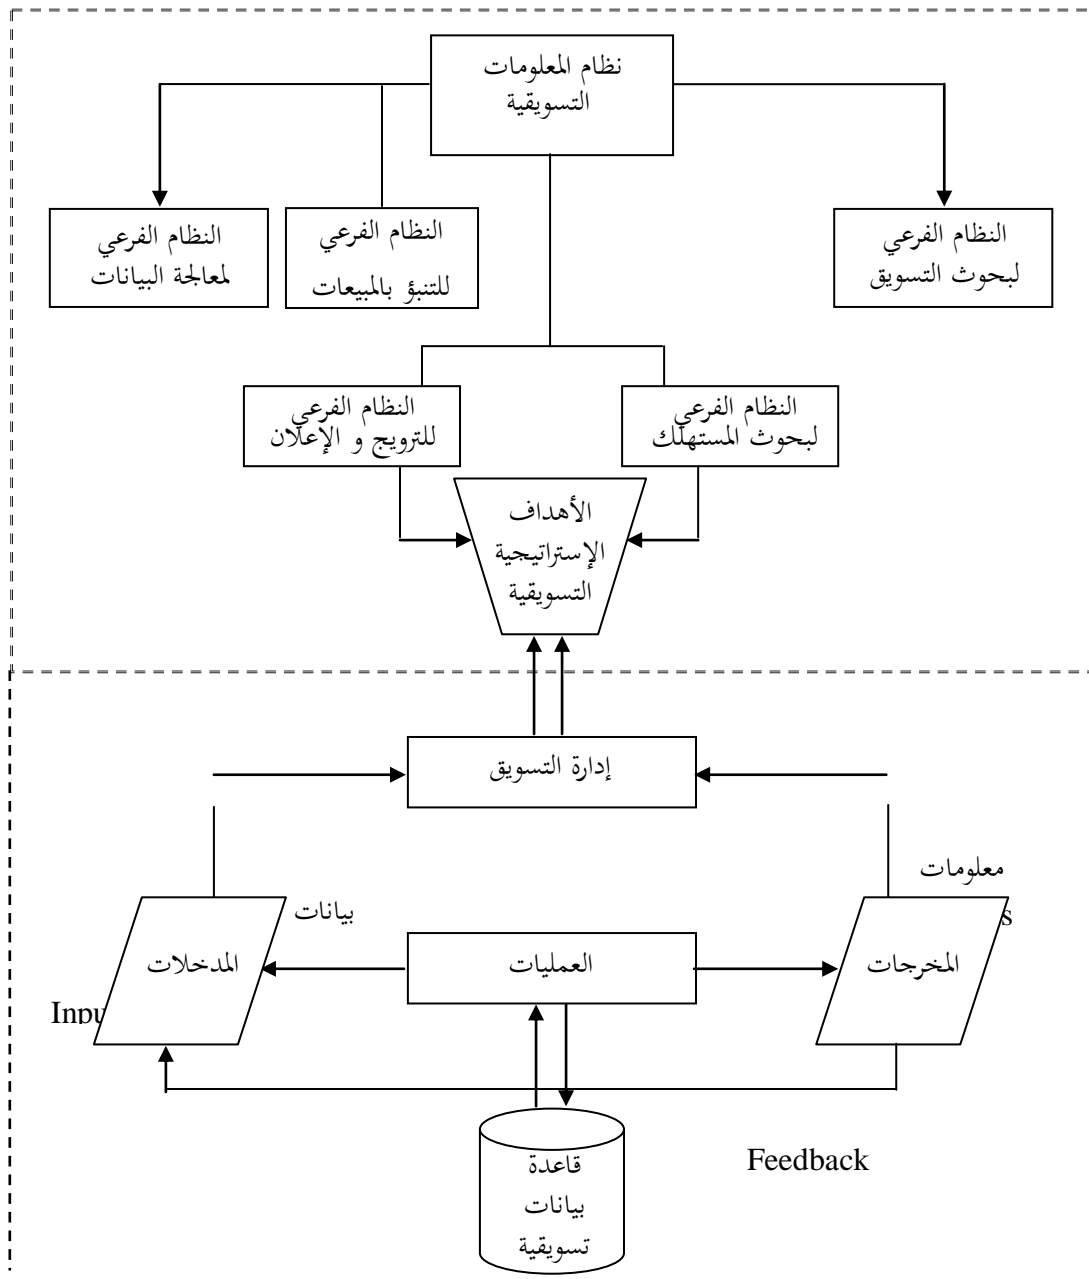 نظام المعلومات
التسويقية
النظام الفرعي
لبحوث التسويق
النظام الفرعي
للتنبؤ بالمبيعات
النظام الفرعي
لمعالجة البيانات
النظام الفرعي
لبحوث المستهلك
النظام الفرعي
للترويج و الإعلان
الأهداف
الإستراتيجية
التسويقية
إدارة التسويق
معلومات
بيانات
المخرجات
العمليات
المدخلات
قاعدة
بيانات
تسويقية
Feedback